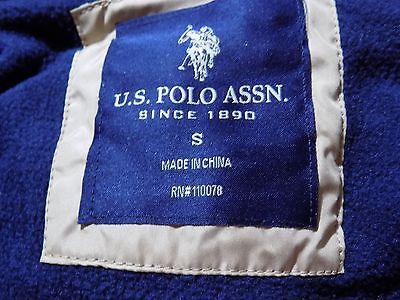 U.S. POLO ASSN.
SINCE 1890
S
MADE IN CHINA
RN#110078